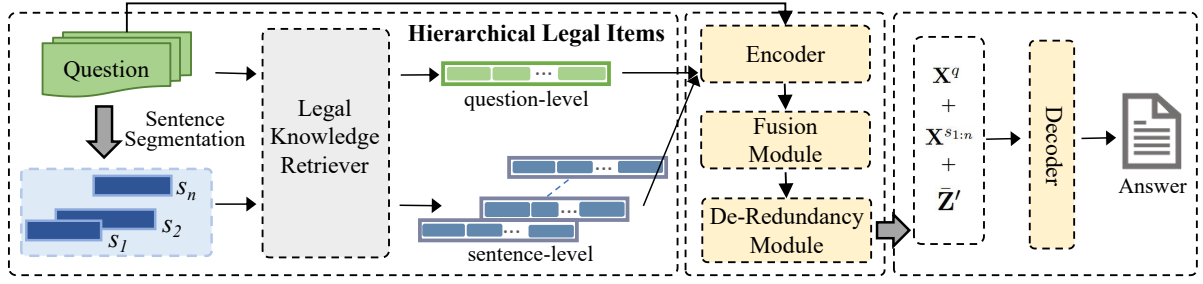 Question
Sentence
Segmentation
s_n
s_2
s_1
Legal
Knowledge
Retriever
Hierarchical Legal Items
...
question-level
...
...
...
sentence-level
Encoder
Fusion
Module
De-Redundancy
Module
X^q
+
X^{s_{1:n}}
+
Z̄′
Decoder
Answer